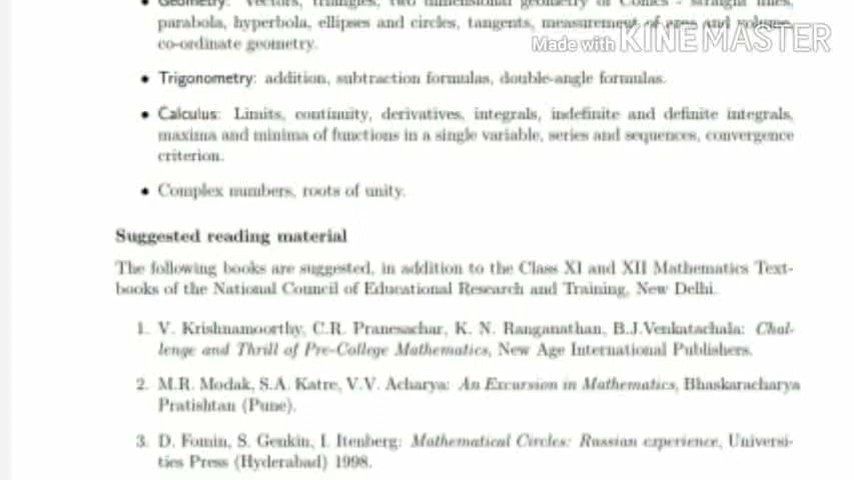 • Geometry: Vectors, triangles, two dimensional geometry of Conics - straight lines,
parabola, hyperbola, ellipses and circles, tangents, measurement of area and volume,
co-ordinate geometry.
Made with KINEMASTER
• Trigonometry: addition, subtraction formulas, double-angle formulas.
• Calculus: Limits, continuity, derivatives, integrals, indefinite and definite integrals,
maxima and minima of functions in a single variable, series and sequences, convergence
criterion.
• Complex numbers, roots of unity.
Suggested reading material
The following books are suggested, in addition to the Class XI and XII Mathematics Text-
books of the National Council of Educational Research and Training, New Delhi.
1. V. Krishnamoorthy, C.R. Pranesachar, K. N. Ranganathan, B.J.Venkatachala: Chal-
lenge and Thrill of Pre-College Mathematics, New Age International Publishers.
2. M.R. Modak, S.A. Katre, V.V. Acharya: An Excursion in Mathematics, Bhaskaracharya
Pratishtan (Pune).
3. D. Fomin, S. Genkin, I. Itenberg: Mathematical Circles: Russian experience, Universi-
ties Press (Hyderabad) 1998.